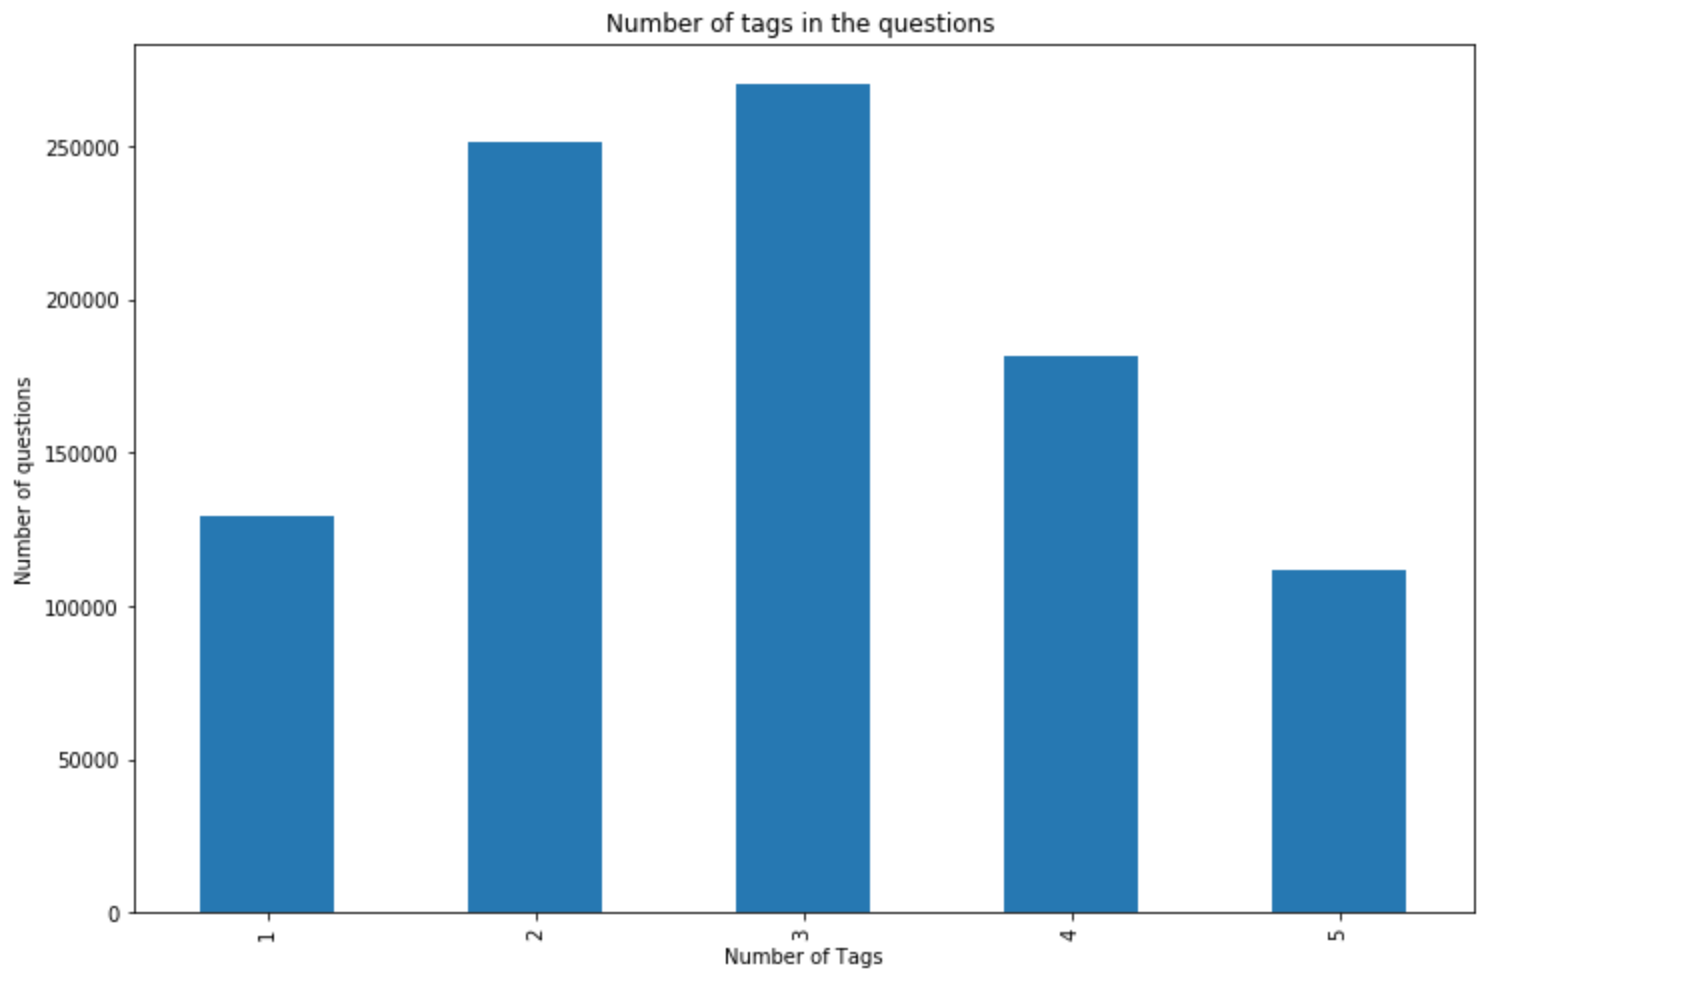 Number of tags in the questions
Number of questions
250000
200000
150000
100000
50000
0
1 2 3 4 5
Number of Tags